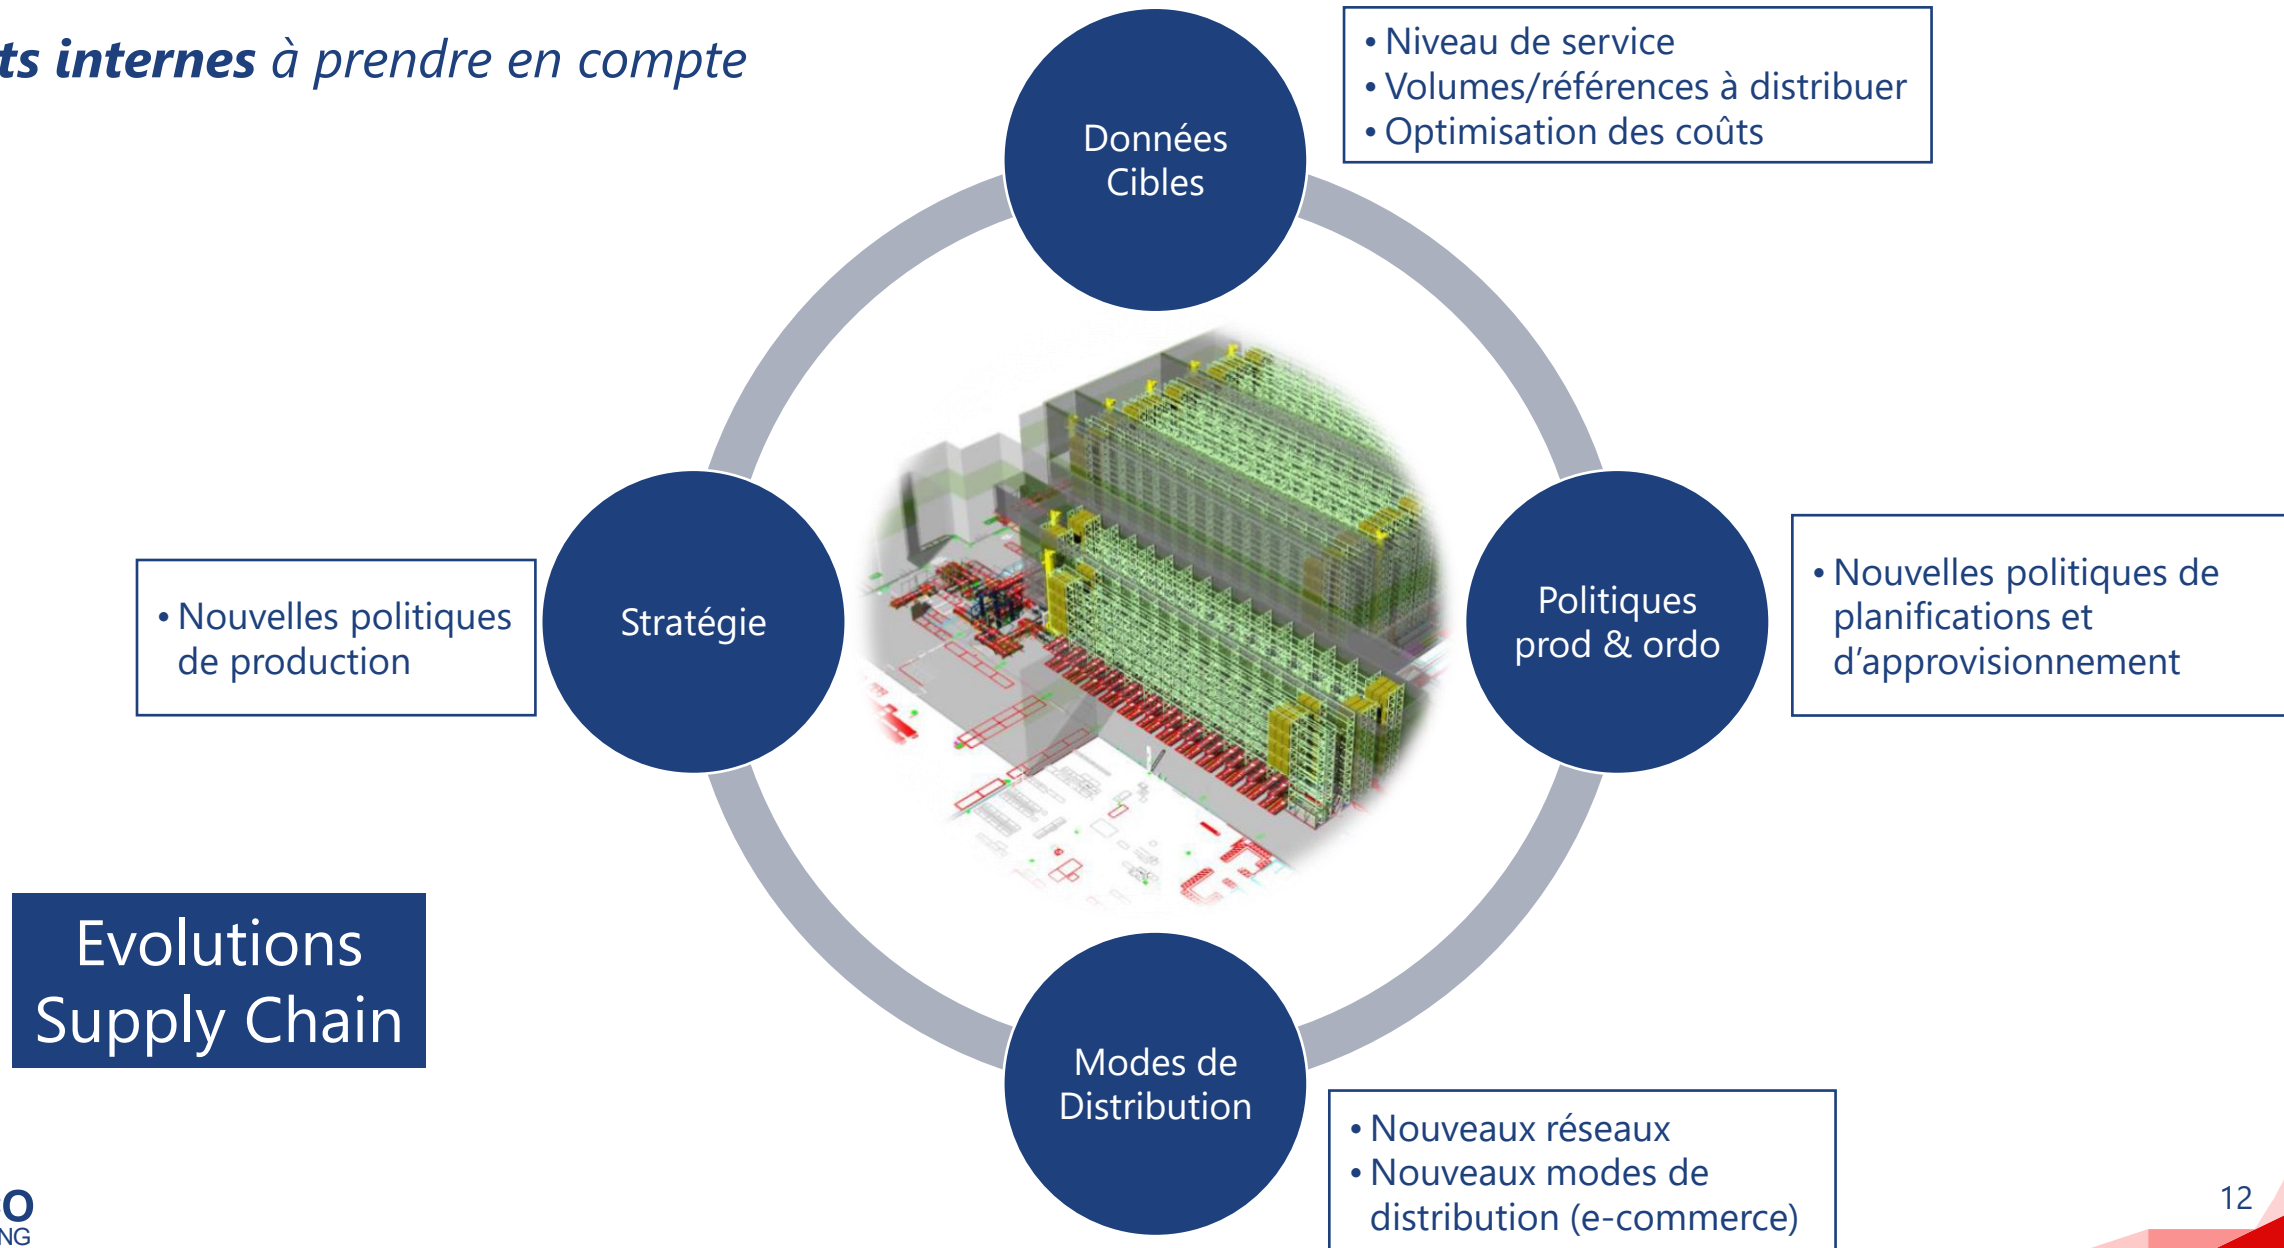 ts internes à prendre en compte
Données
Cibles
• Niveau de service
• Volumes/références à distribuer
• Optimisation des coûts
Stratégie
• Nouvelles politiques
de production
Politiques
prod & ordo
• Nouvelles politiques de
planifications et
d’approvisionnement
Evolutions
Supply Chain
Modes de
Distribution
• Nouveaux réseaux
• Nouveaux modes de
distribution (e-commerce)
O
NG
12